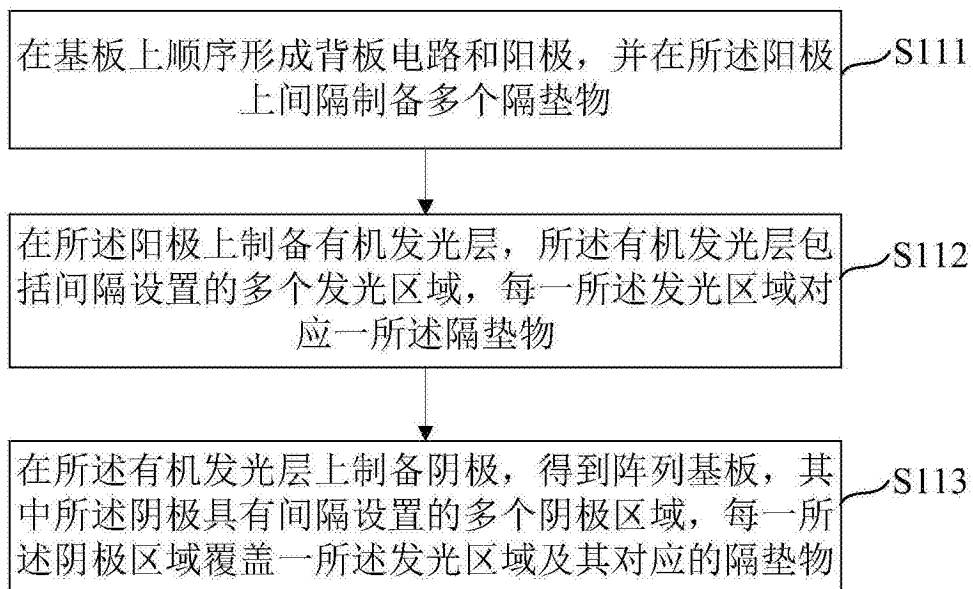 在基板上顺序形成背板电路和阳极，并在所述阳极
上间隔制备多个隔垫物
S111
在所述阳极上制备有机发光层，所述有机发光层包
括间隔设置的多个发光区域，每一所述发光区域对
应一所述隔垫物
S112
在所述有机发光层上制备阴极，得到阵列基板，其
中所述阴极具有间隔设置的多个阴极区域，每一所
述阴极区域覆盖一所述发光区域及其对应的隔垫物
S113